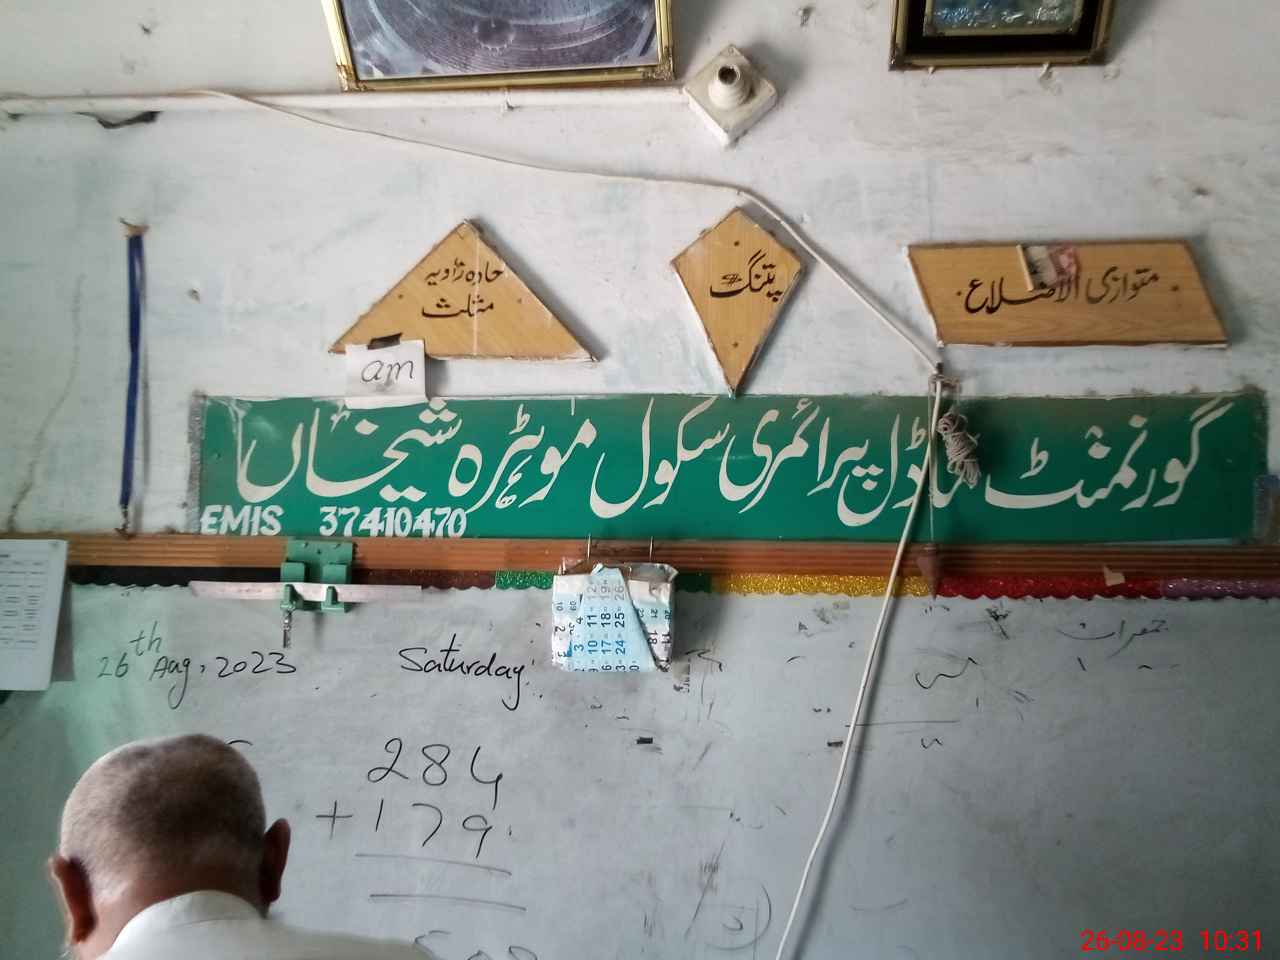 حادہ زاویہ
مثلث
پتنگ
متوازی الاضلاع
am
گورنمنٹ ماڈل پرائمری سکول موہڑہ شیخاں
EMIS 37410470
26th Aug, 2023 Saturday
جمعرات
284
+179
26-08-23 10:31